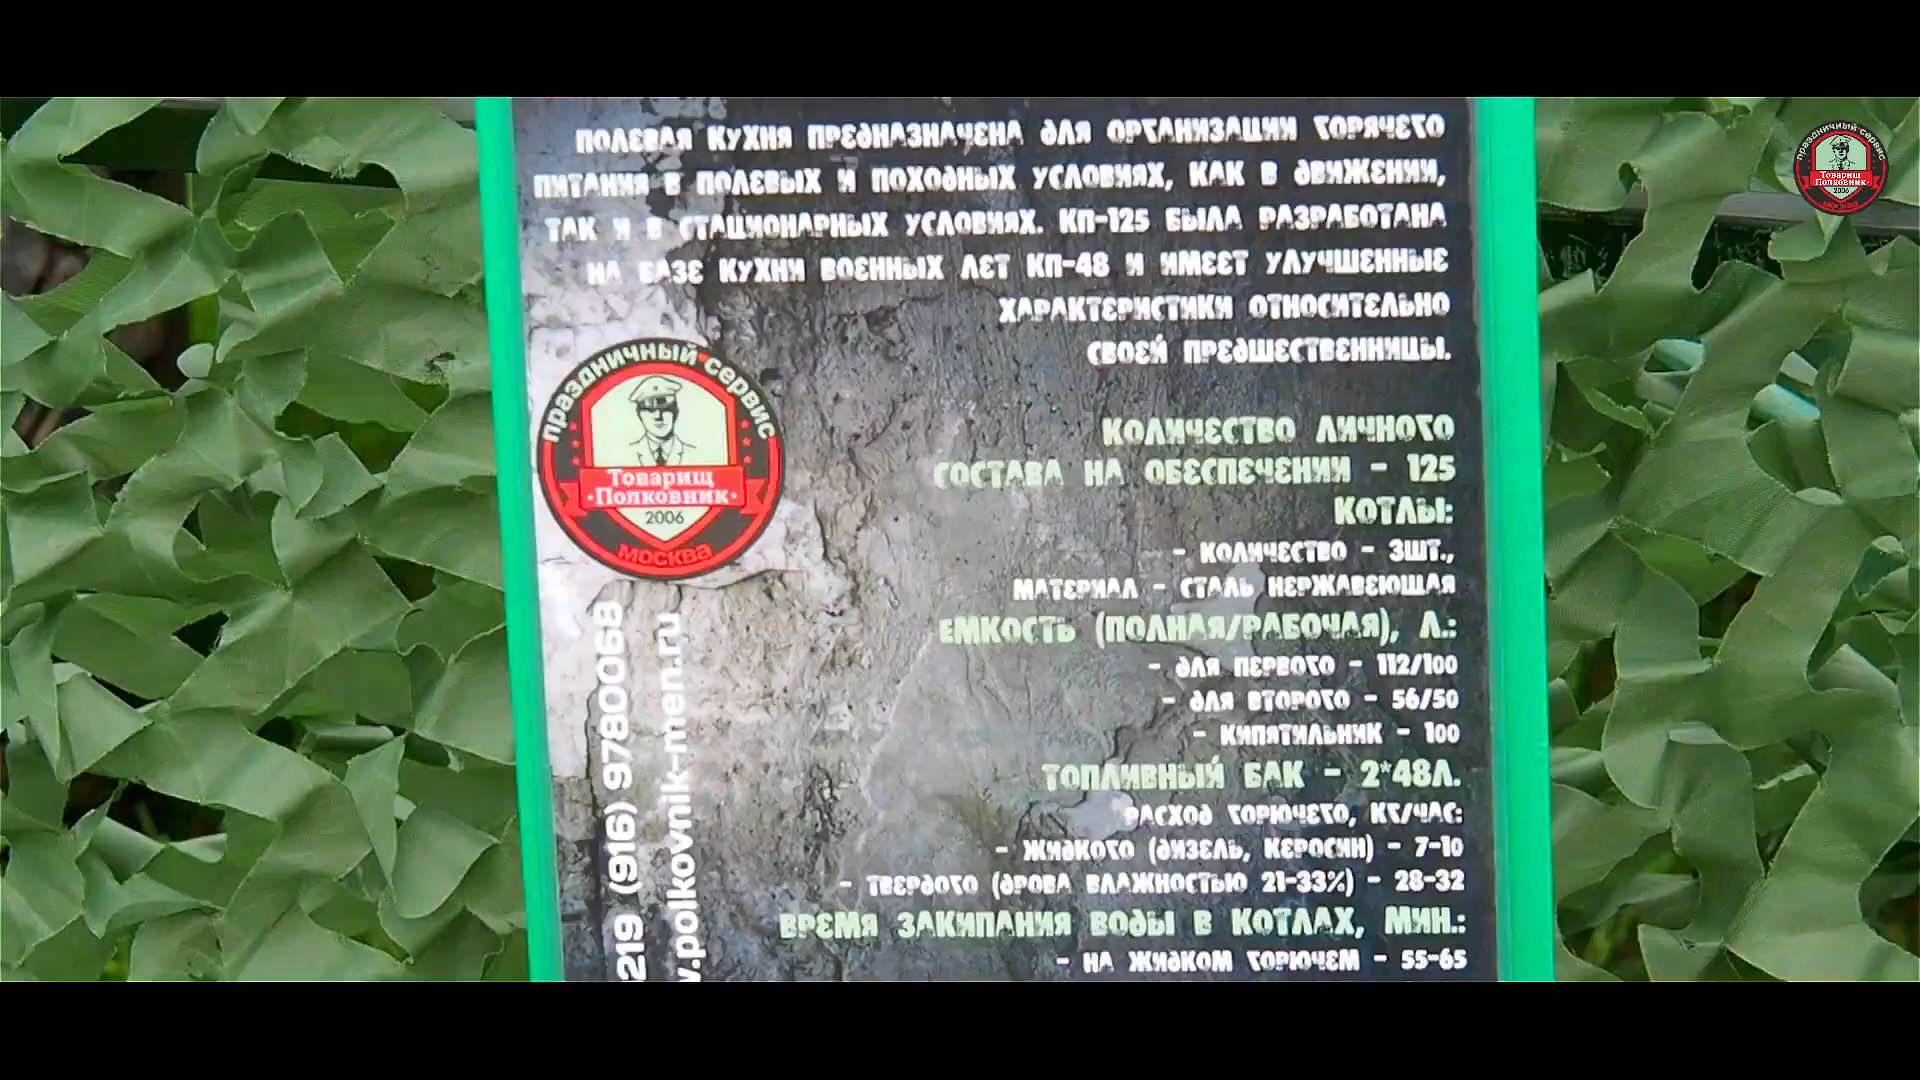 ПОЛЕВАЯ КУХНЯ ПРЕДНАЗНАЧЕНА ДЛЯ ОРГАНИЗАЦИИ ГОРЯЧЕГО
ПИТАНИЯ В ПОЛЕВЫХ И ПОХОДНЫХ УСЛОВИЯХ, КАК В ДВИЖЕНИИ,
ТАК И В СТАЦИОНАРНЫХ УСЛОВИЯХ. КП-125 БЫЛА РАЗРАБОТАНА
НА БАЗЕ КУХНИ ВОЕННЫХ ЛЕТ КП-48 И ИМЕЕТ УЛУЧШЕННЫЕ
ХАРАКТЕРИСТИКИ ОТНОСИТЕЛЬНО
СВОЕЙ ПРЕДШЕСТВЕННИЦЫ.
КОЛИЧЕСТВО ЛИЧНОГО
СОСТАВА НА ОБЕСПЕЧЕНИИ - 125
КОТЛЫ:
- КОЛИЧЕСТВО - 3ШТ.,
МАТЕРИАЛ - СТАЛЬ НЕРЖАВЕЮЩАЯ
ЕМКОСТЬ (ПОЛНАЯ/РАБОЧАЯ), Л.:
- ДЛЯ ПЕРВОГО - 112/100
- ДЛЯ ВТОРОГО - 56/50
- КИПЯТИЛЬНИК - 100
ТОПЛИВНЫЙ БАК - 2*48Л.
РАСХОД ГОРЮЧЕГО, КГ/ЧАС:
- ЖИДКОГО (ДИЗЕЛЬ, КЕРОСИН) - 7-10
- ТВЕРДОГО (ДРОВА ВЛАЖНОСТЬЮ 21-33%) - 28-32
ВРЕМЯ ЗАКИПАНИЯ ВОДЫ В КОТЛАХ, МИН.:
- НА ЖИДКОМ ГОРЮЧЕМ - 55-65
праздничный сервис
Товарищ
·Полковник·
2006
москва
219 (916) 9780068
.polkovnik-men.ru
праздничный сервис
Товарищ
·Полковник·
2006
москва